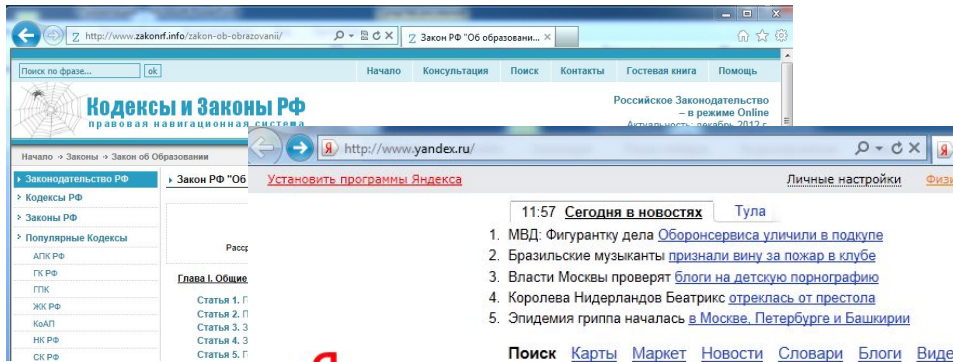 http://www.zakonrf.info/zakon-ob-obrazovanii/
Закон РФ "Об образовани...
Поиск по фразе... ok
Начало Консультация Поиск Контакты Гостевая книга Помощь
Кодексы и Законы РФ
правовая навигационная система
Российское Законодательство
– в режиме Online
Актуальность: декабрь 2012 г.
Начало → Законы → Закон об Образовании
Законодательство РФ
Кодексы РФ
Законы РФ
Популярные Кодексы
АПК РФ
ГК РФ
ГПК
ЖК РФ
КоАП
НК РФ
СК РФ
Закон РФ "Об
Глава I. Общие
Статья 1.
Статья 2.
Статья 3.
Статья 4.
Статья 5.
http://www.yandex.ru/
Установить программы Яндекса
Личные настройки
11:57 Сегодня в новостях Тула
1. МВД: Фигурантку дела Оборонсервиса уличили в подкупе
2. Бразильские музыканты признали вину за пожар в клубе
3. Власти Москвы проверят блоги на детскую порнографию
4. Королева Нидерландов Беатрикс отреклась от престола
5. Эпидемия гриппа началась в Москве, Петербурге и Башкирии
Поиск Карты Маркет Новости Словари Блоги